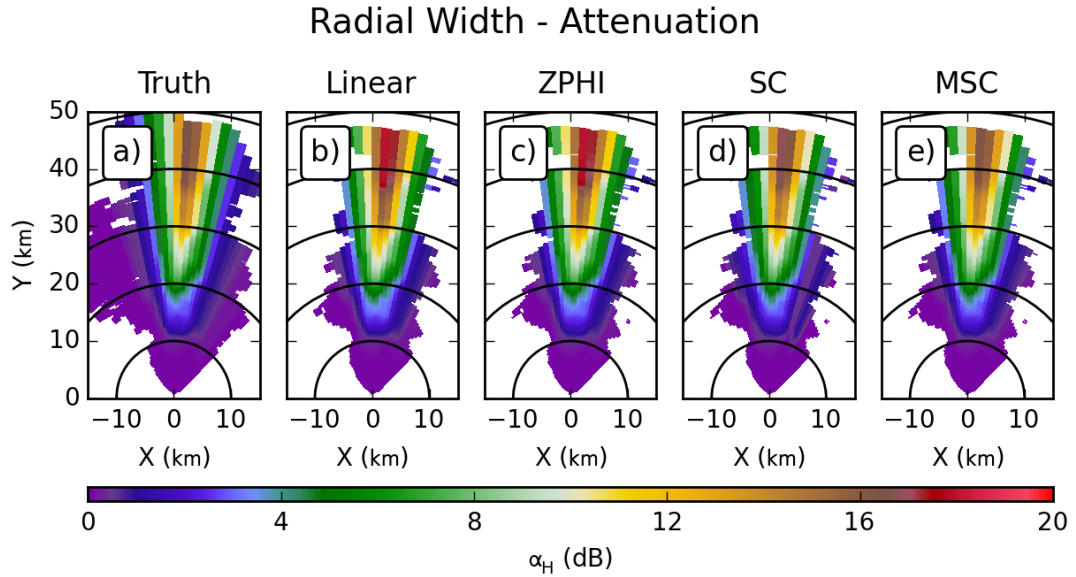 Radial Width - Attenuation
Truth Linear ZPHI SC MSC
a) b) c) d) e)
50
40
30
20
10
0
Y (km)
−10 0 10 −10 0 10 −10 0 10 −10 0 10 −10 0 10
X (km) X (km) X (km) X (km) X (km)
0 4 8 12 16 20
α_H (dB)